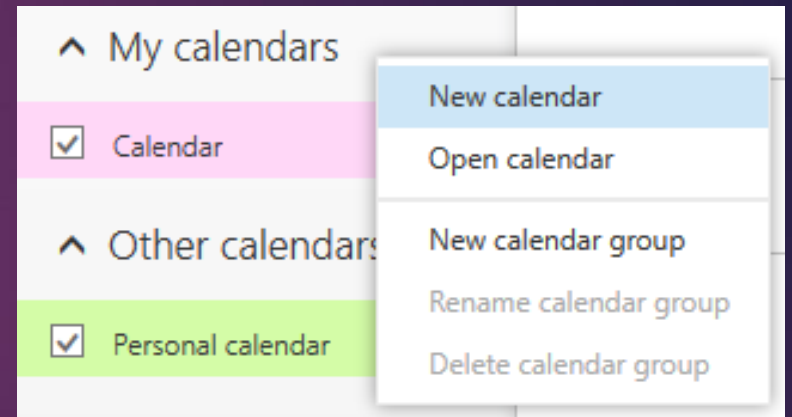 My calendars
Calendar
Other calendars
Personal calendar
New calendar
Open calendar
New calendar group
Rename calendar group
Delete calendar group